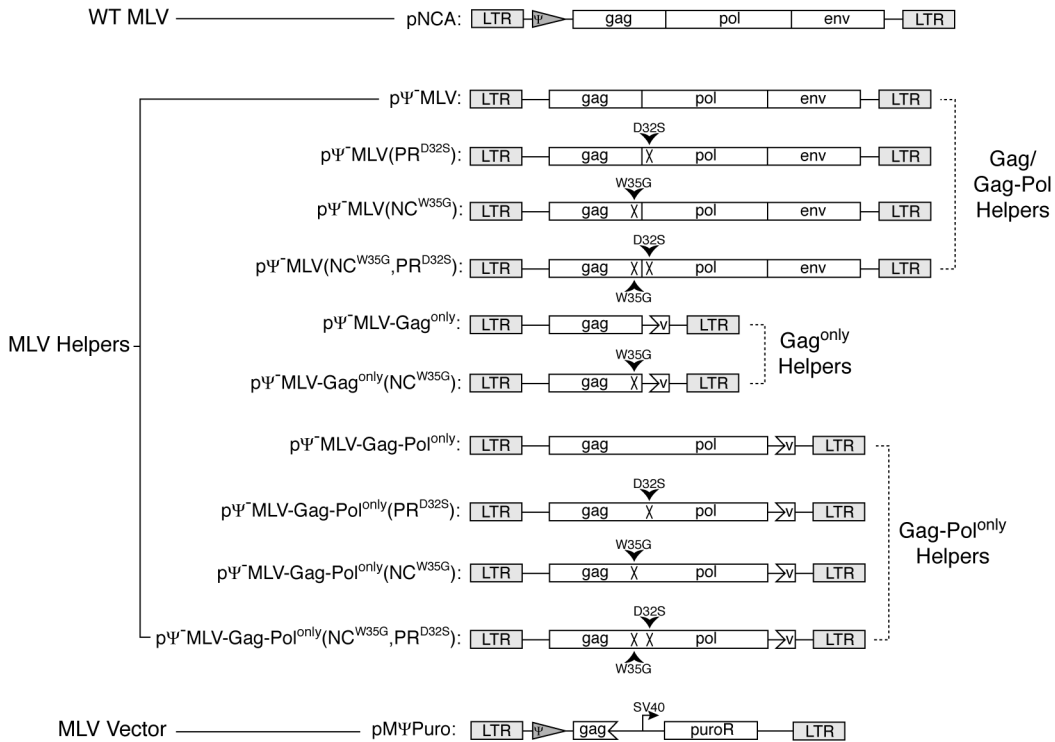 WT MLV pNCA: LTR Ψ gag pol env LTR
pΨ⁻MLV: LTR gag pol env LTR
D32S
pΨ⁻MLV(PR^D32S): LTR gag X pol env LTR
W35G
pΨ⁻MLV(NC^W35G): LTR gag X pol env LTR
D32S
pΨ⁻MLV(NC^W35G,PR^D32S): LTR gag X X pol env LTR
W35G
Gag/
Gag-Pol
Helpers
MLV Helpers
pΨ⁻MLV-Gag^only: LTR gag v LTR
W35G
pΨ⁻MLV-Gag^only(NC^W35G): LTR gag X v LTR
Gag^only
Helpers
pΨ⁻MLV-Gag-Pol^only: LTR gag pol v LTR
D32S
pΨ⁻MLV-Gag-Pol^only(PR^D32S): LTR gag X pol v LTR
W35G
pΨ⁻MLV-Gag-Pol^only(NC^W35G): LTR gag X pol v LTR
D32S
pΨ⁻MLV-Gag-Pol^only(NC^W35G,PR^D32S): LTR gag X X pol v LTR
W35G
Gag-Pol^only
Helpers
SV40
MLV Vector pMΨPuro: LTR Ψ gag puroR LTR